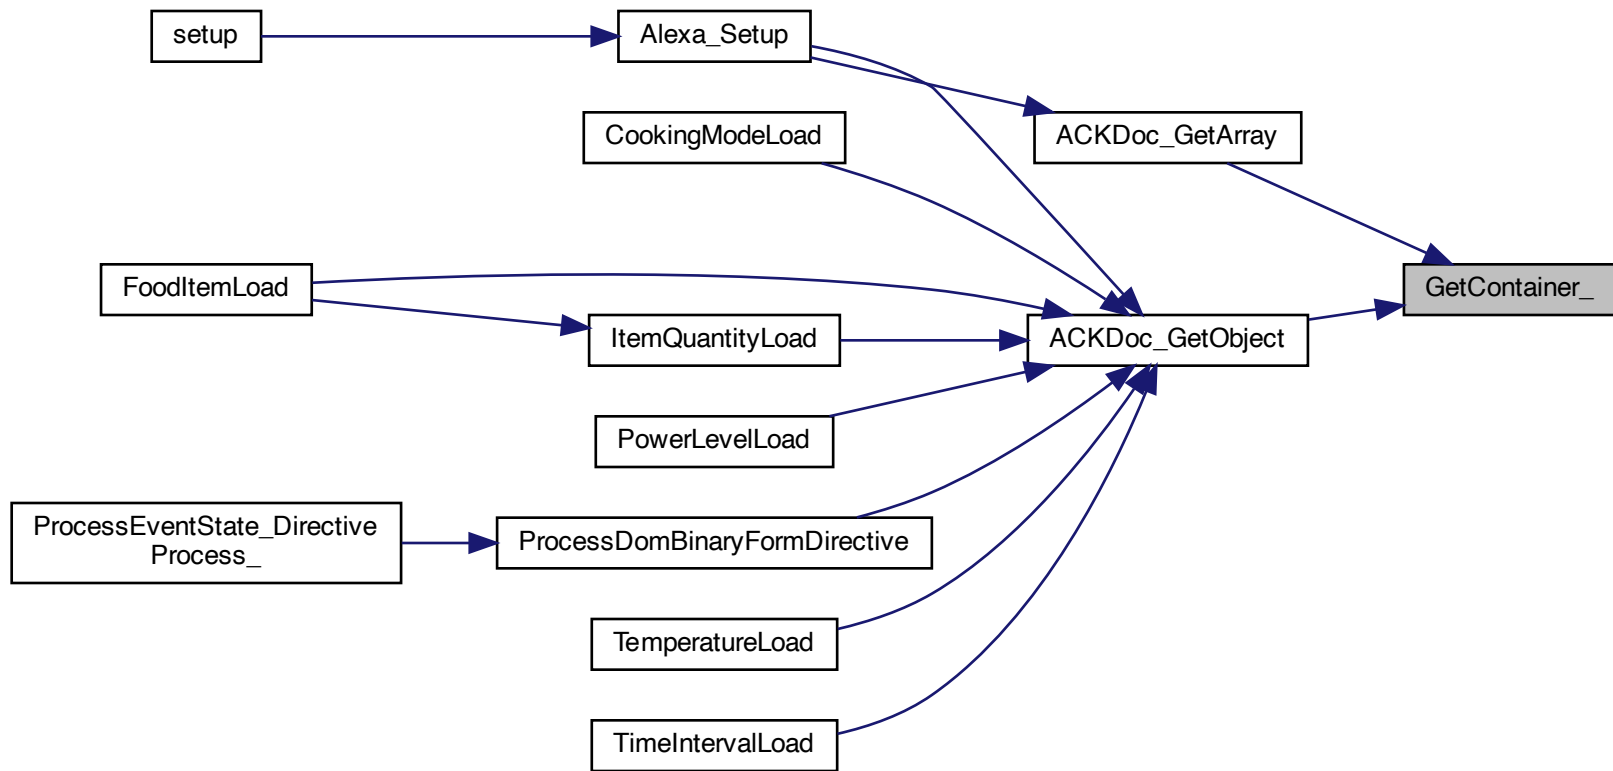 setup
Alexa_Setup
CookingModeLoad
ACKDoc_GetArray
FoodItemLoad
GetContainer_
ItemQuantityLoad
ACKDoc_GetObject
PowerLevelLoad
ProcessEventState_Directive
Process_
ProcessDomBinaryFormDirective
TemperatureLoad
TimeIntervalLoad